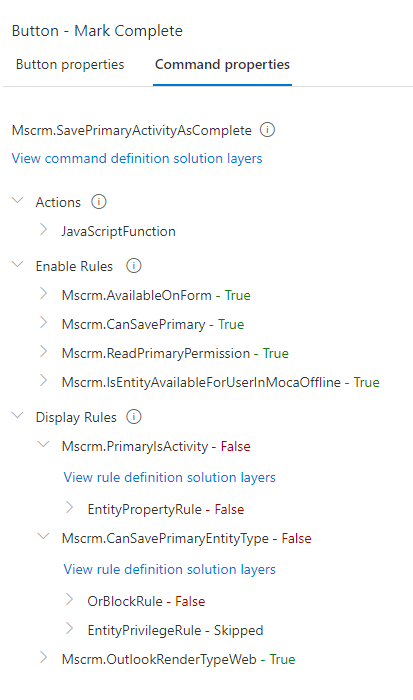 Button - Mark Complete
Button properties Command properties
Mscrm.SavePrimaryActivityAsComplete
View command definition solution layers
Actions
JavaScriptFunction
Enable Rules
Mscrm.AvailableOnForm - True
Mscrm.CanSavePrimary - True
Mscrm.ReadPrimaryPermission - True
Mscrm.IsEntityAvailableForUserInMocaOffline - True
Display Rules
Mscrm.PrimaryIsActivity - False
View rule definition solution layers
EntityPropertyRule - False
Mscrm.CanSavePrimaryEntityType - False
View rule definition solution layers
OrBlockRule - False
EntityPrivilegeRule - Skipped
Mscrm.OutlookRenderTypeWeb - True